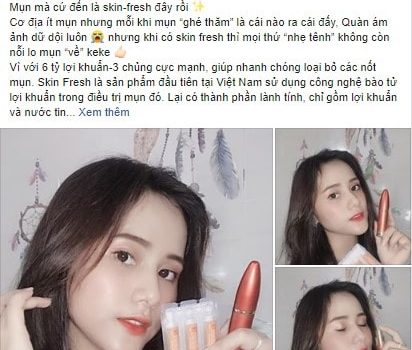 Mụn mà cứ đến là skin-fresh đây rồi ✨
Cơ địa ít mụn nhưng mỗi khi mụn “ghé thăm” là cái nào ra cái đấy, Quàn ám
ảnh dữ dội luôn 😭 nhưng khi có skin fresh thì mọi thứ “nhẹ tênh” không còn
nỗi lo mụn “về” keke 👆🏻
Ví với 6 tỷ lợi khuẩn-3 chủng cực mạnh, giúp nhanh chóng loại bỏ các nốt
mụn. Skin Fresh là sản phẩm đầu tiên tại Việt Nam sử dụng công nghệ bào tử
lợi khuẩn trong điều trị mụn đỏ. Lại có thành phần lành tính, chỉ gồm lợi khuẩn
và nước tin... Xem thêm